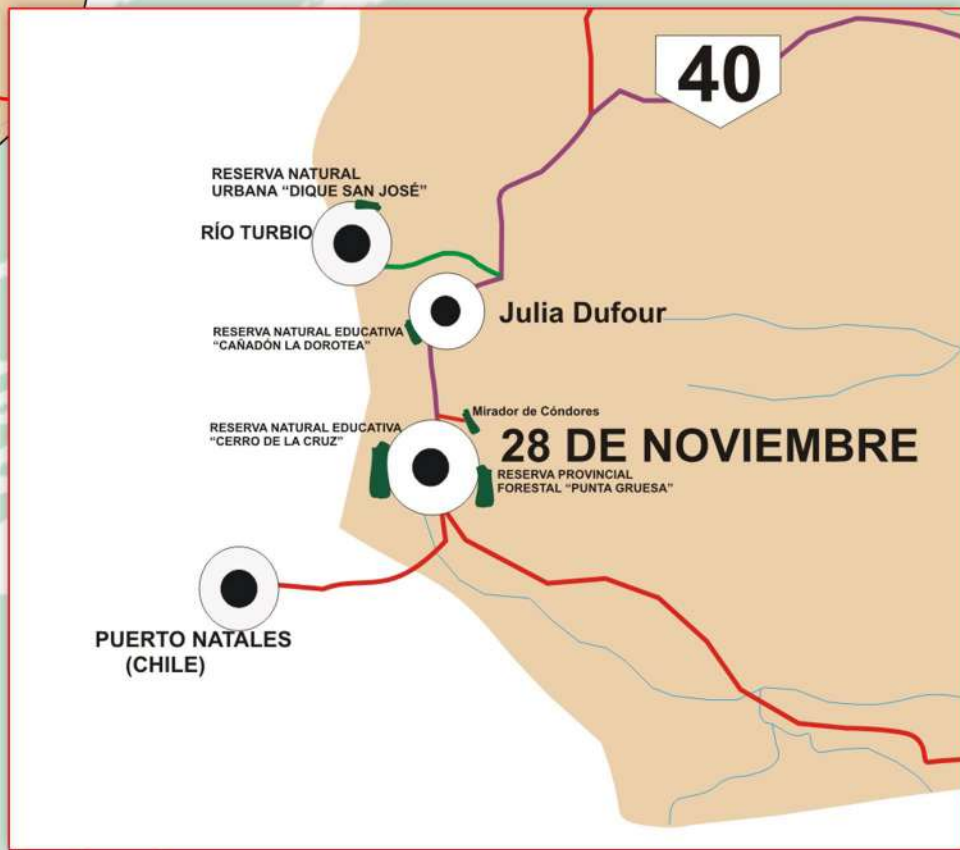 40
RESERVA NATURAL
URBANA “DIQUE SAN JOSÉ”
RÍO TURBIO
Julia Dufour
RESERVA NATURAL EDUCATIVA
“CAÑADÓN LA DOROTEA”
Mirador de Cóndores
RESERVA NATURAL EDUCATIVA
“CERRO DE LA CRUZ”
28 DE NOVIEMBRE
RESERVA PROVINCIAL
FORESTAL “PUNTA GRUESA”
PUERTO NATALES
(CHILE)